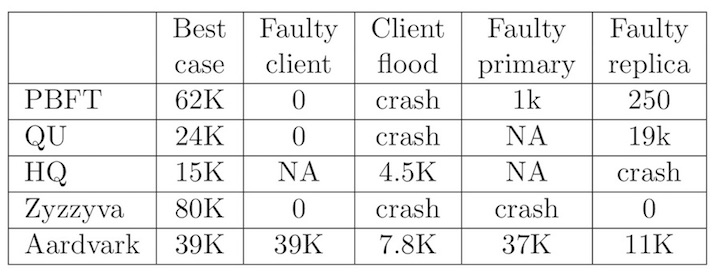 Best Faulty Client Faulty Faulty
case client flood primary replica
PBFT 62K 0 crash 1k 250
QU 24K 0 crash NA 19k
HQ 15K NA 4.5K NA crash
Zyzzyva 80K 0 crash crash 0
Aardvark 39K 39K 7.8K 37K 11K